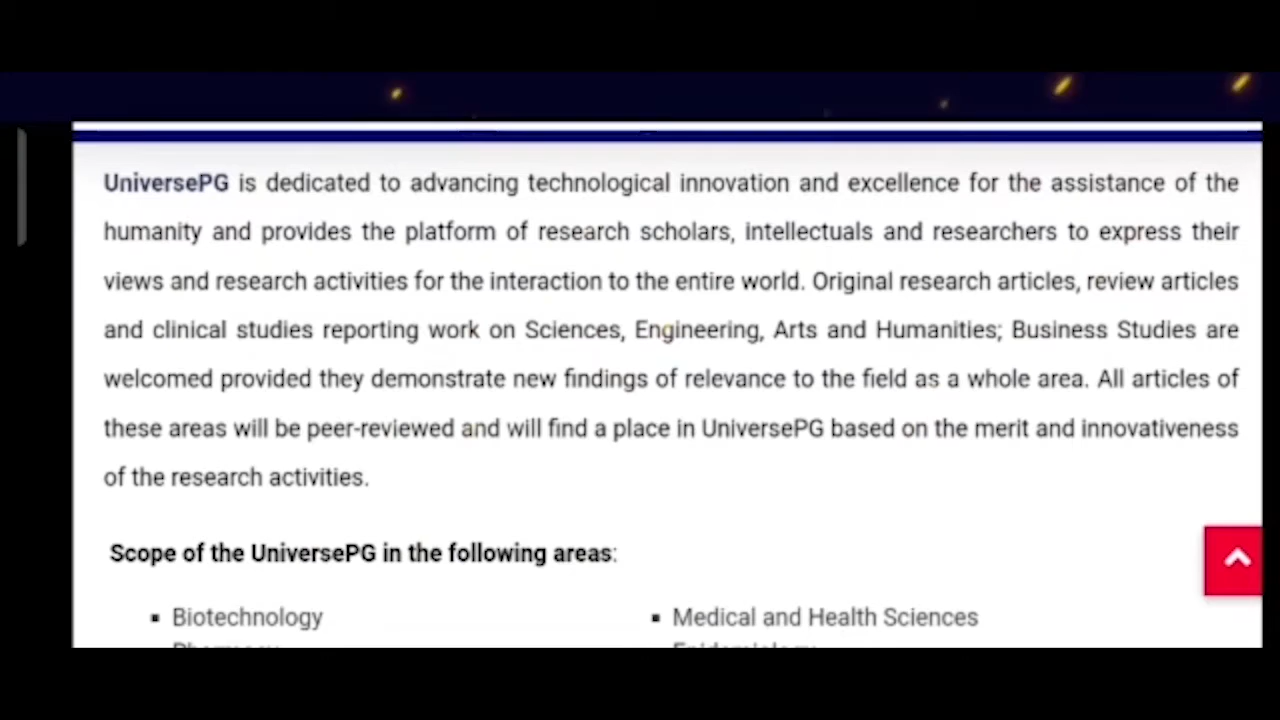 UniversePG is dedicated to advancing technological innovation and excellence for the assistance of the
humanity and provides the platform of research scholars, intellectuals and researchers to express their
views and research activities for the interaction to the entire world. Original research articles, review articles
and clinical studies reporting work on Sciences, Engineering, Arts and Humanities; Business Studies are
welcomed provided they demonstrate new findings of relevance to the field as a whole area. All articles of
these areas will be peer-reviewed and will find a place in UniversePG based on the merit and innovativeness
of the research activities.
Scope of the UniversePG in the following areas:
▪ Biotechnology
▪ Medical and Health Sciences